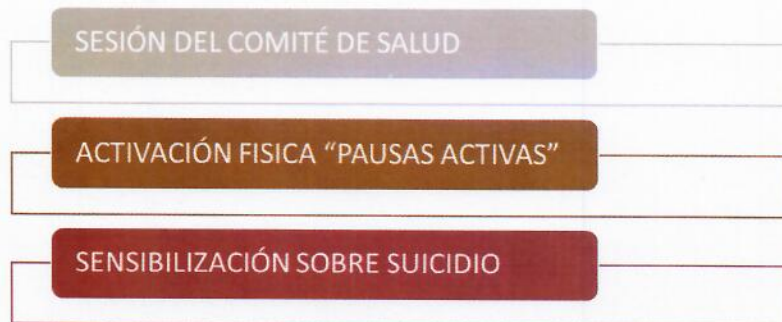 SESIÓN DEL COMITÉ DE SALUD
ACTIVACIÓN FISICA “PAUSAS ACTIVAS”
SENSIBILIZACIÓN SOBRE SUICIDIO